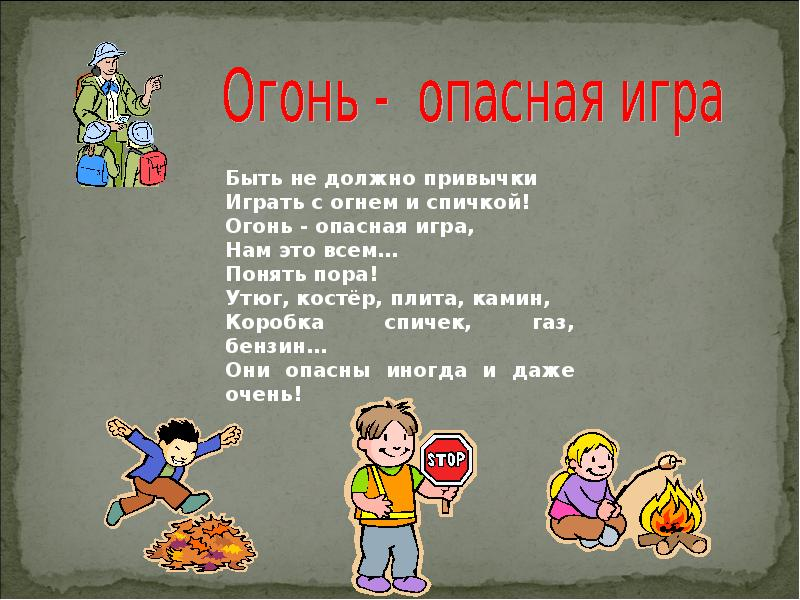 Огонь - опасная игра
Быть не должно привычки
Играть с огнем и спичкой!
Огонь - опасная игра,
Нам это всем...
Понять пора!
Утюг, костёр, плита, камин,
Коробка спичек, газ,
бензин...
Они опасны иногда и даже
очень!
STOP